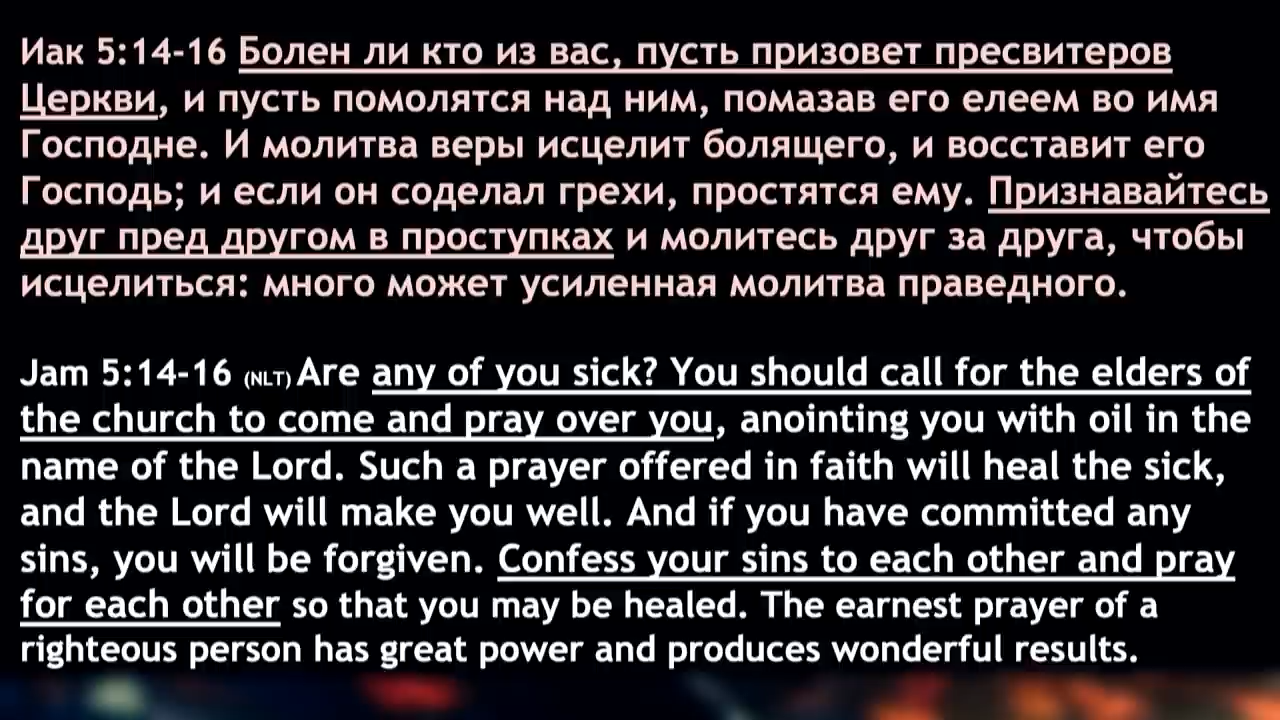 Иак 5:14-16 Болен ли кто из вас, пусть призовет пресвитеров
Церкви, и пусть помолятся над ним, помазав его елеем во имя
Господне. И молитва веры исцелит болящего, и восставит его
Господь; и если он соделал грехи, простятся ему. Признавайтесь
друг пред другом в проступках и молитесь друг за друга, чтобы
исцелиться: много может усиленная молитва праведного.
Jam 5:14-16 (NLT) Are any of you sick? You should call for the elders of
the church to come and pray over you, anointing you with oil in the
name of the Lord. Such a prayer offered in faith will heal the sick,
and the Lord will make you well. And if you have committed any
sins, you will be forgiven. Confess your sins to each other and pray
for each other so that you may be healed. The earnest prayer of a
righteous person has great power and produces wonderful results.